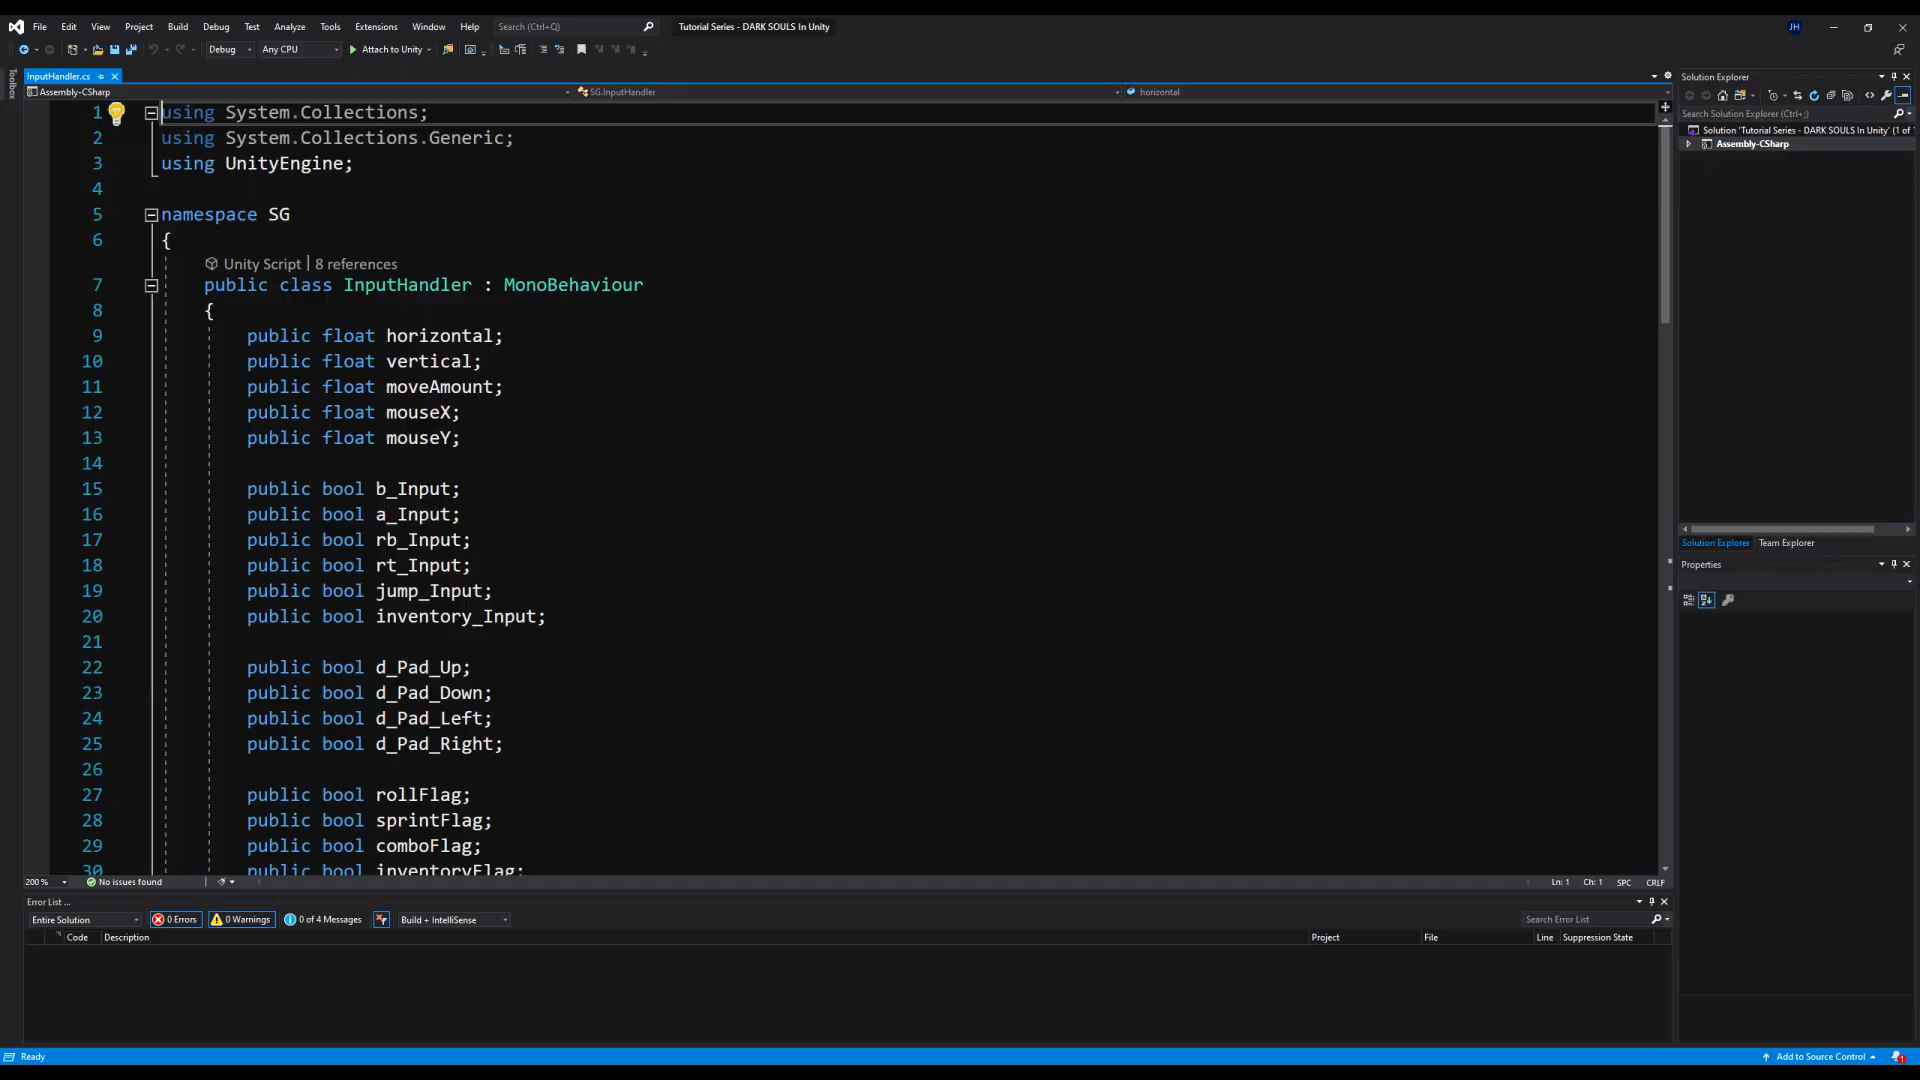 File Edit View Project Build Debug Test Analyze Tools Extensions Window Help Search (Ctrl+Q) Tutorial Series - DARK SOULS In Unity JH
Debug Any CPU Attach to Unity
Toolbox
InputHandler.cs
Assembly-CSharp SG.InputHandler horizontal
1 using System.Collections;
2 using System.Collections.Generic;
3 using UnityEngine;
4
5 namespace SG
6 {
Unity Script | 8 references
7 public class InputHandler : MonoBehaviour
8 {
9 public float horizontal;
10 public float vertical;
11 public float moveAmount;
12 public float mouseX;
13 public float mouseY;
14
15 public bool b_Input;
16 public bool a_Input;
17 public bool rb_Input;
18 public bool rt_Input;
19 public bool jump_Input;
20 public bool inventory_Input;
21
22 public bool d_Pad_Up;
23 public bool d_Pad_Down;
24 public bool d_Pad_Left;
25 public bool d_Pad_Right;
26
27 public bool rollFlag;
28 public bool sprintFlag;
29 public bool comboFlag;
30 public bool inventoryFlag;
200 % No issues found Ln: 1 Ch: 1 SPC CRLF
Error List ...
Entire Solution 0 Errors 0 Warnings 0 of 4 Messages Build + IntelliSense Search Error List
Code Description Project File Line Suppression State
Solution Explorer
Search Solution Explorer (Ctrl+;)
Solution 'Tutorial Series - DARK SOULS In Unity' (1 of 1
Assembly-CSharp
Solution Explorer Team Explorer
Properties
Ready Add to Source Control 1